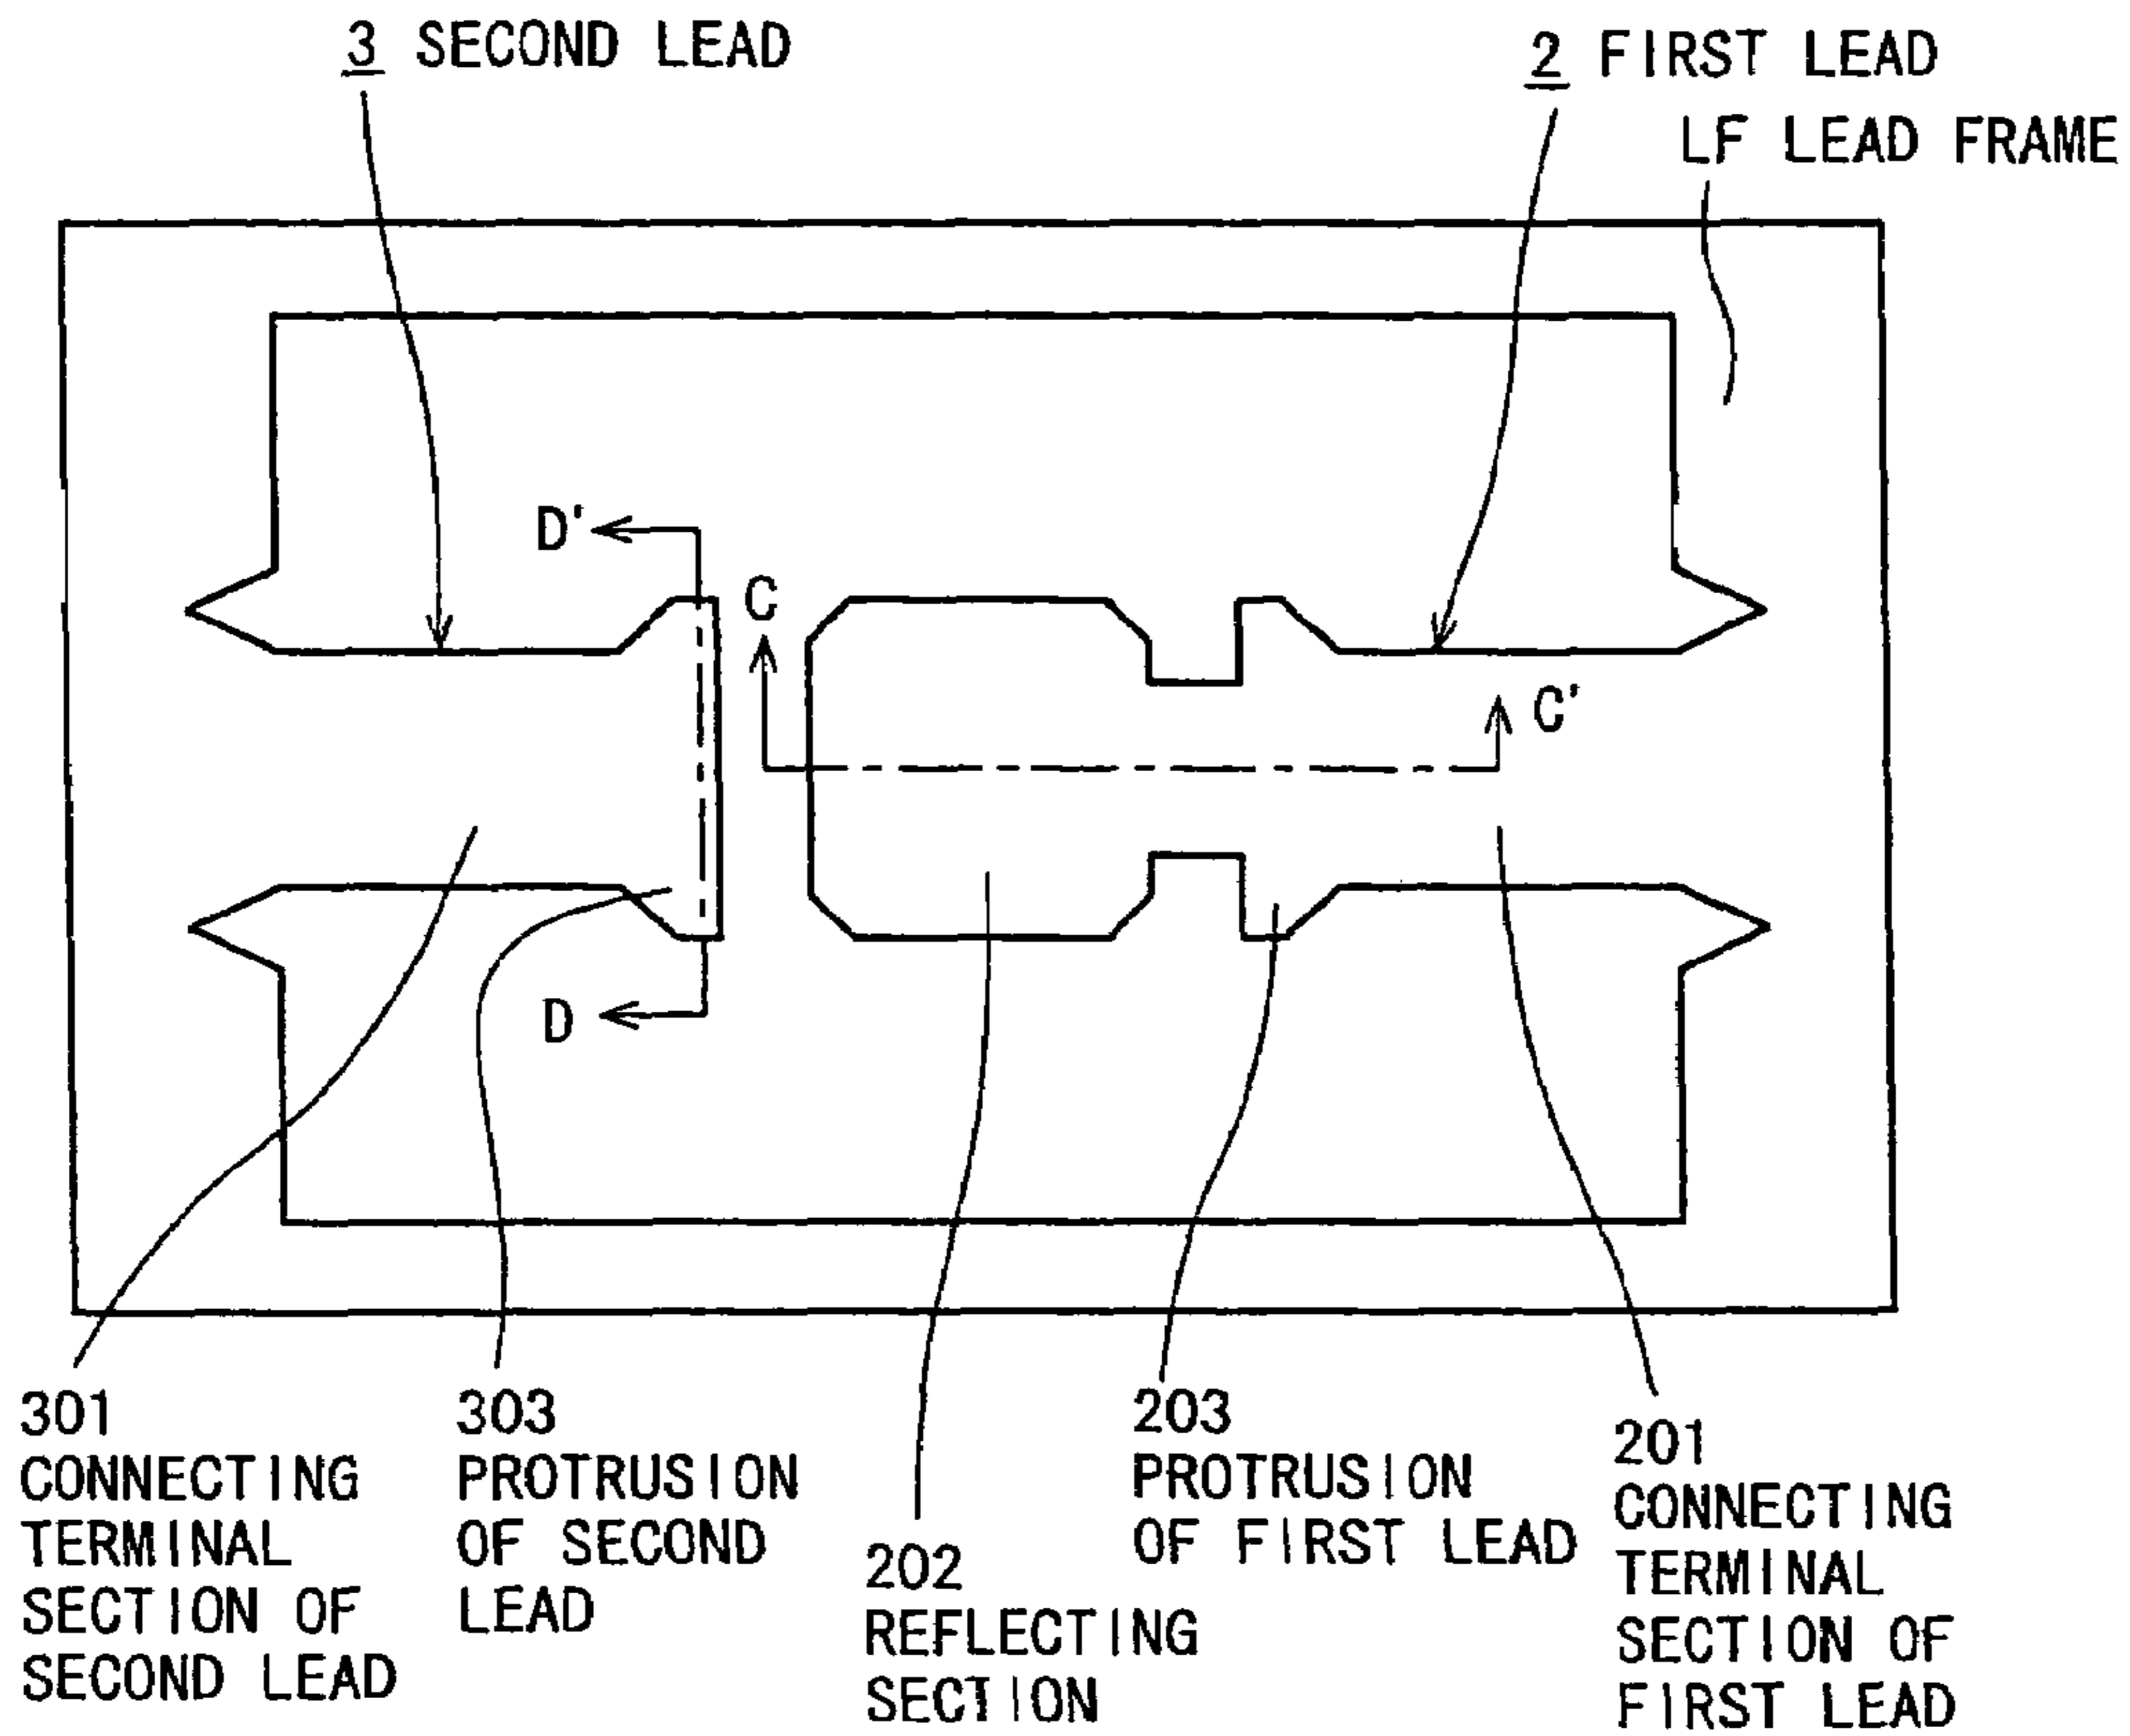 3 SECOND LEAD
2 FIRST LEAD
LF LEAD FRAME
D'
C
C'
D
301
CONNECTING
TERMINAL
SECTION OF
SECOND LEAD
303
PROTRUSION
OF SECOND
LEAD
202
REFLECTING
SECTION
203
PROTRUSION
OF FIRST LEAD
201
CONNECTING
TERMINAL
SECTION OF
FIRST LEAD